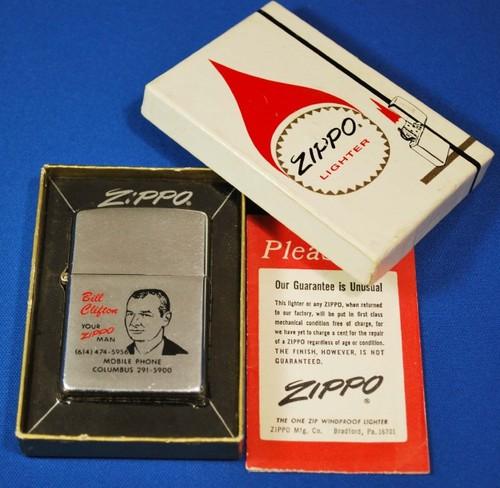 ZIPPO
LIGHTER
ZIPPO
Bill
Clifton
YOUR
ZIPPO
MAN
(614) 474-5956
MOBILE PHONE
COLUMBUS 291-5900
Pleas
Our Guarantee is Unusual
This lighter or any ZIPPO, when returned
to our factory, will be put in first class
mechanical condition free of charge, for
we have yet to charge a cent for the repair
of a ZIPPO regardless of age or condition.
THE FINISH, HOWEVER, IS NOT
GUARANTEED.
ZIPPO®
THE ONE ZIP WINDPROOF LIGHTER
ZIPPO Mfg. Co. Bradford, Pa. 16701